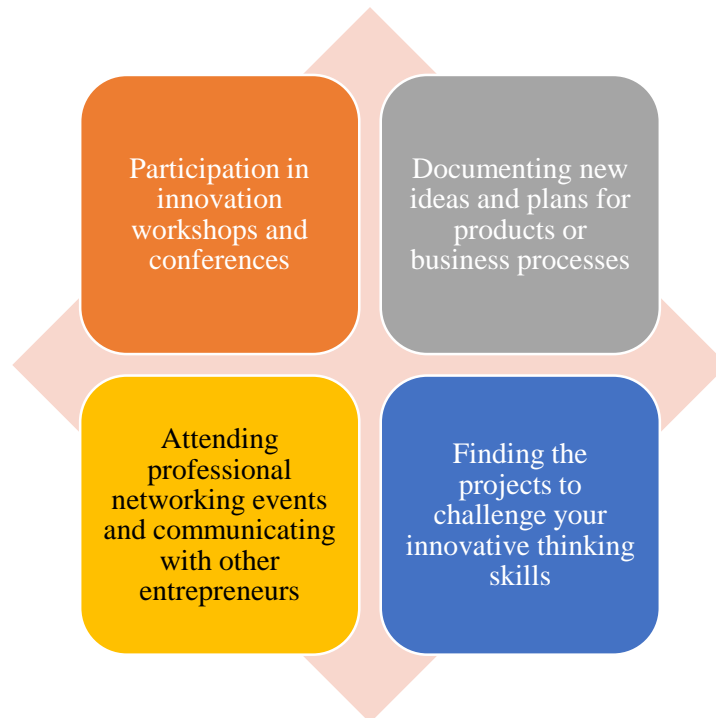 Participation in
innovation
workshops and
conferences
Documenting new
ideas and plans for
products or
business processes
Attending
professional
networking events
and communicating
with other
entrepreneurs
Finding the
projects to
challenge your
innovative thinking
skills